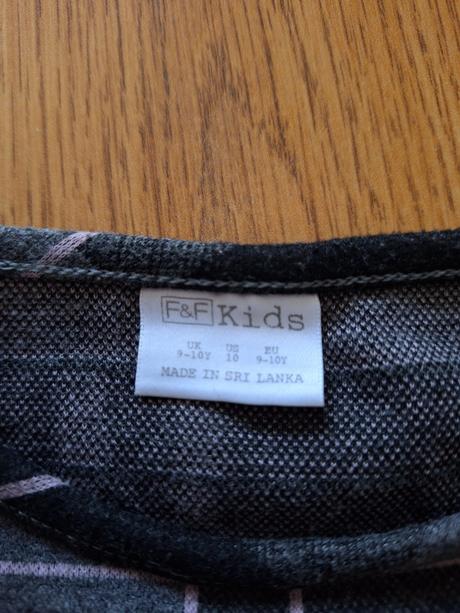 F&F Kids
UK US EU
9-10Y 10 9-10Y
MADE IN SRI LANKA